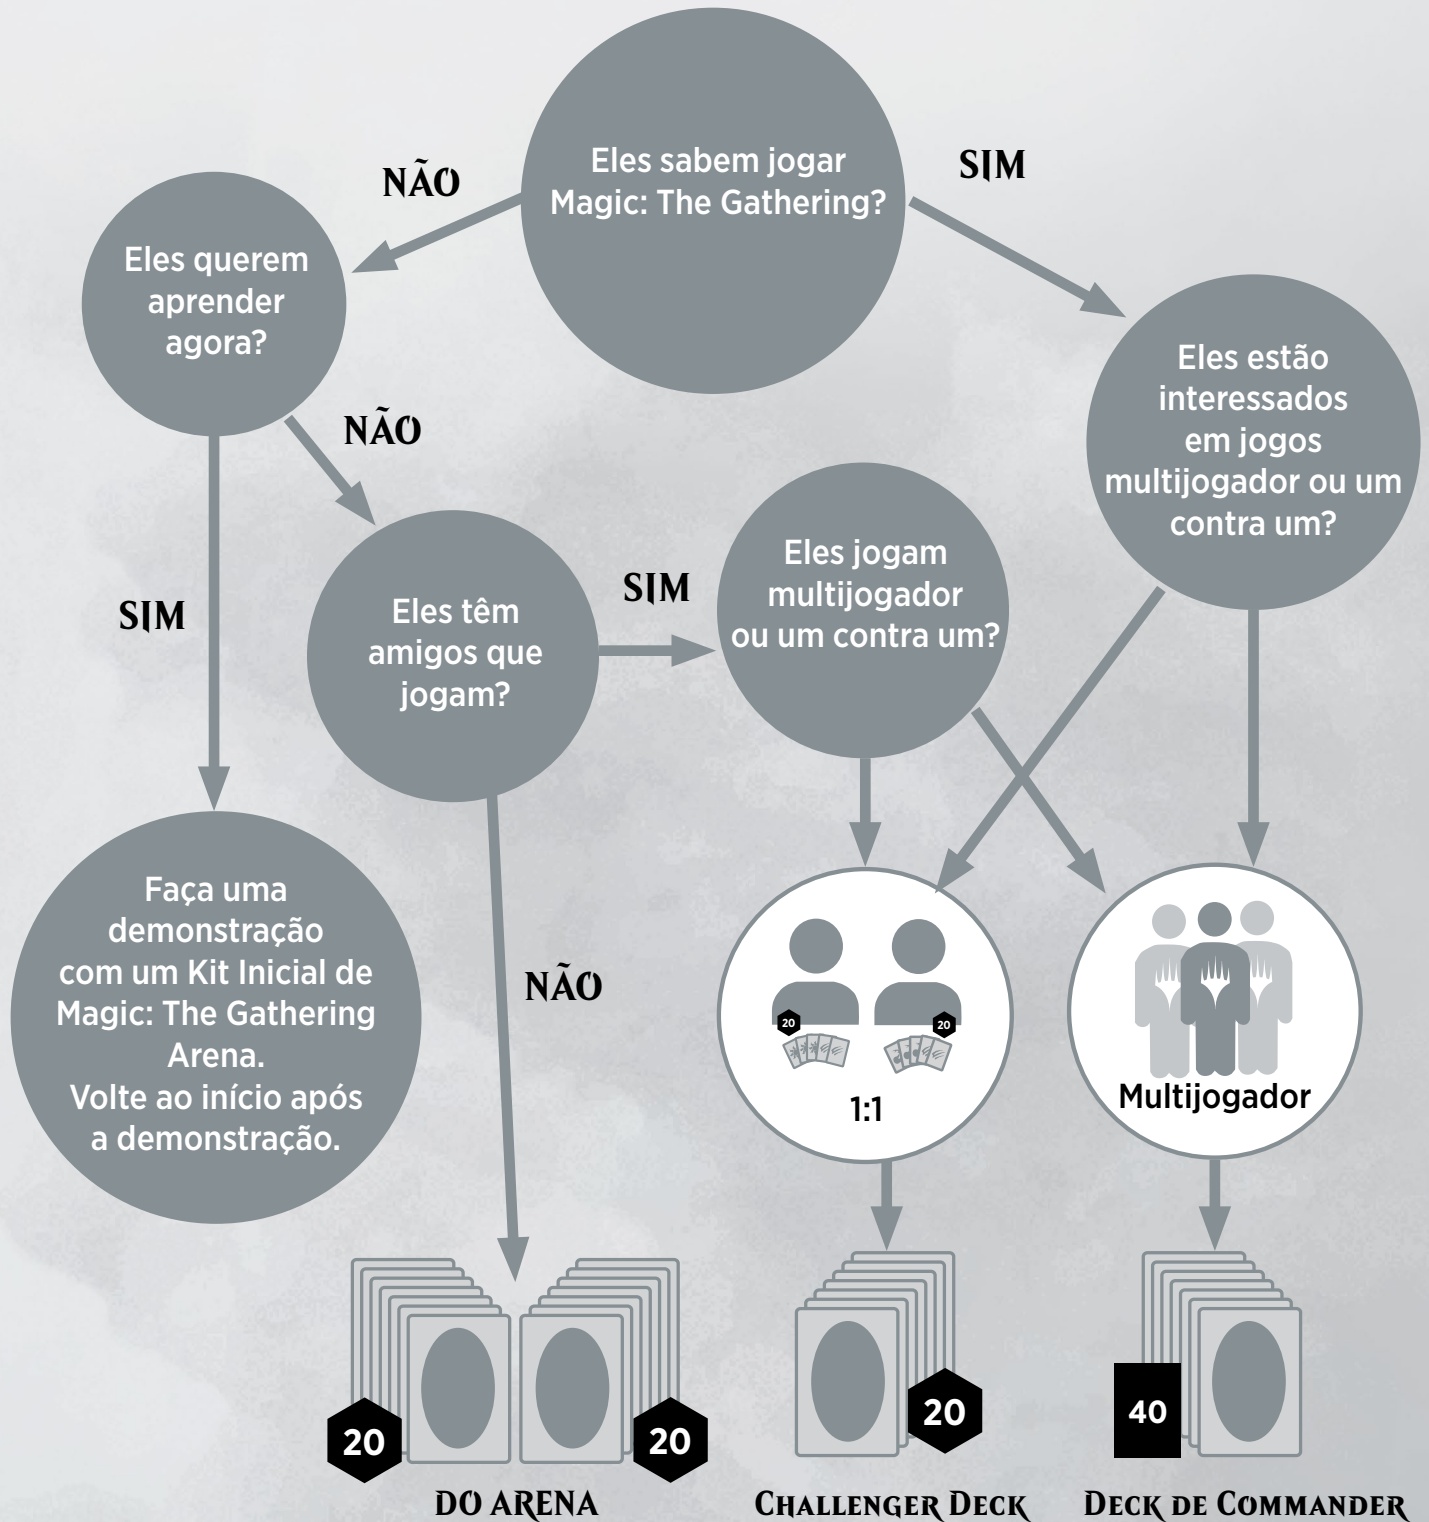 Eles sabem jogar
Magic: The Gathering?
NÃO
SIM
Eles querem
aprender
agora?
Eles estão
interessados
em jogos
multijogador ou um
contra um?
NÃO
SIM
Eles têm
amigos que
jogam?
SIM
Eles jogam
multijogador
ou um contra um?
Faça uma
demonstração
com um Kit Inicial de
Magic: The Gathering
Arena.
Volte ao início após
a demonstração.
NÃO
20
20
1:1
Multijogador
20
20
20
40
DO ARENA
CHALLENGER DECK
DECK DE COMMANDER